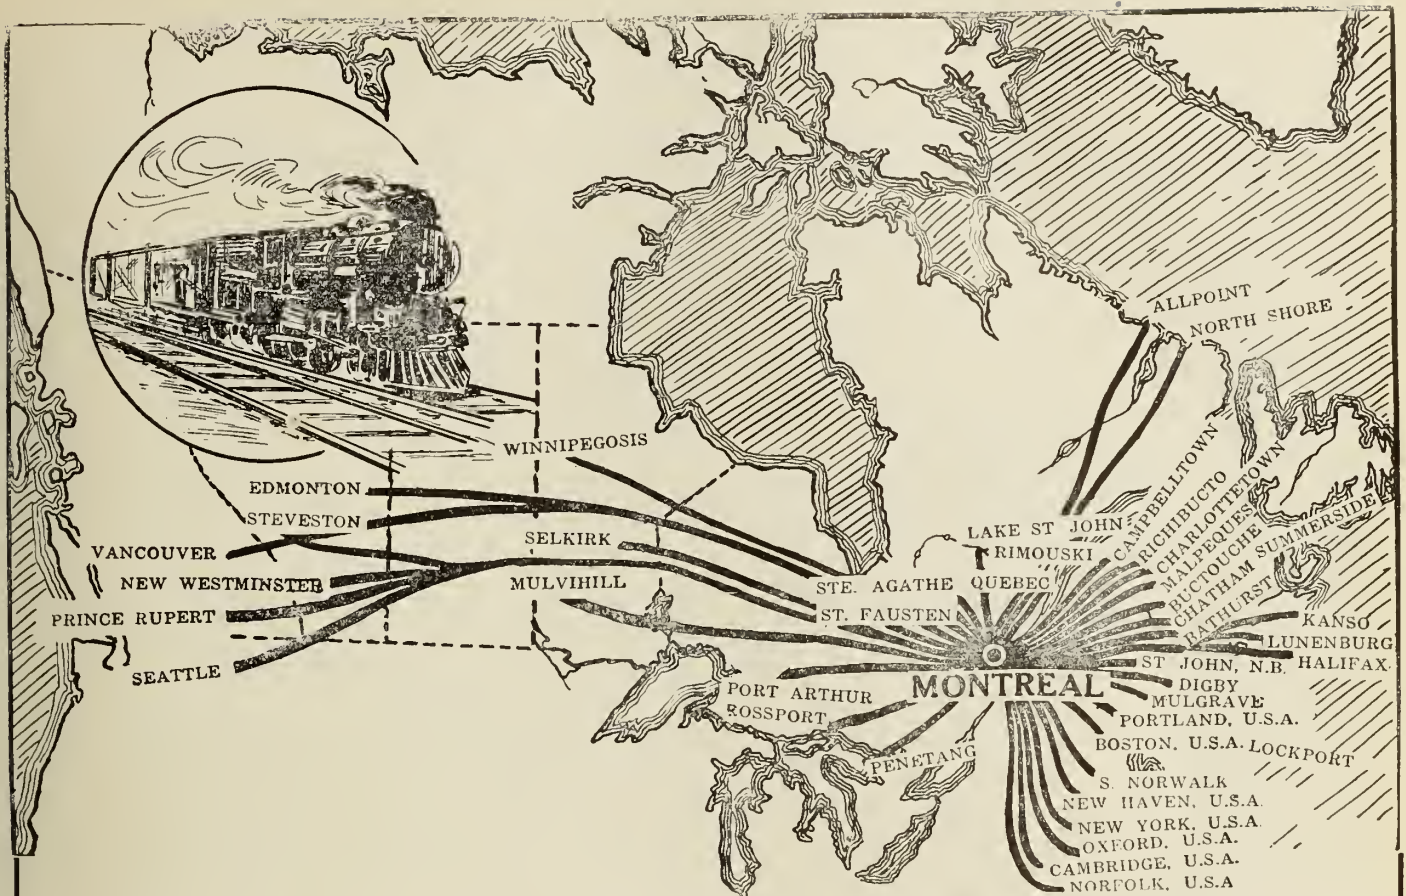 ALLPOINT
NORTH SHORE
WINNIPEGOSIS
EDMONTON
STEVESTON
VANCOUVER
SELKIRK
NEW WESTMINSTER
MULVIHILL
PRINCE RUPERT
SEATTLE
LAKE ST JOHN
RIMOUSKI
STE. AGATHE
QUEBEC
ST. FAUSTEN
CAMPBELLTOWN
RICHIBUCTO
CHARLOTTETOWN
MALPEQUES
BUCTOUCHE
CHATHAM
SUMMERSIDE
BATHURST
KANSO
LUNENBURG
HALIFAX.
ST JOHN, N.B.
DIGBY
MULGRAVE
PORTLAND, U.S.A.
BOSTON, U.S.A.
LOCKPORT
MONTREAL
PORT ARTHUR
ROSSPORT
PENETANG
S. NORWALK
NEW HAVEN, U.S.A.
NEW YORK, U.S.A.
OXFORD, U.S.A.
CAMBRIDGE, U.S.A.
NORFOLK, U.S.A